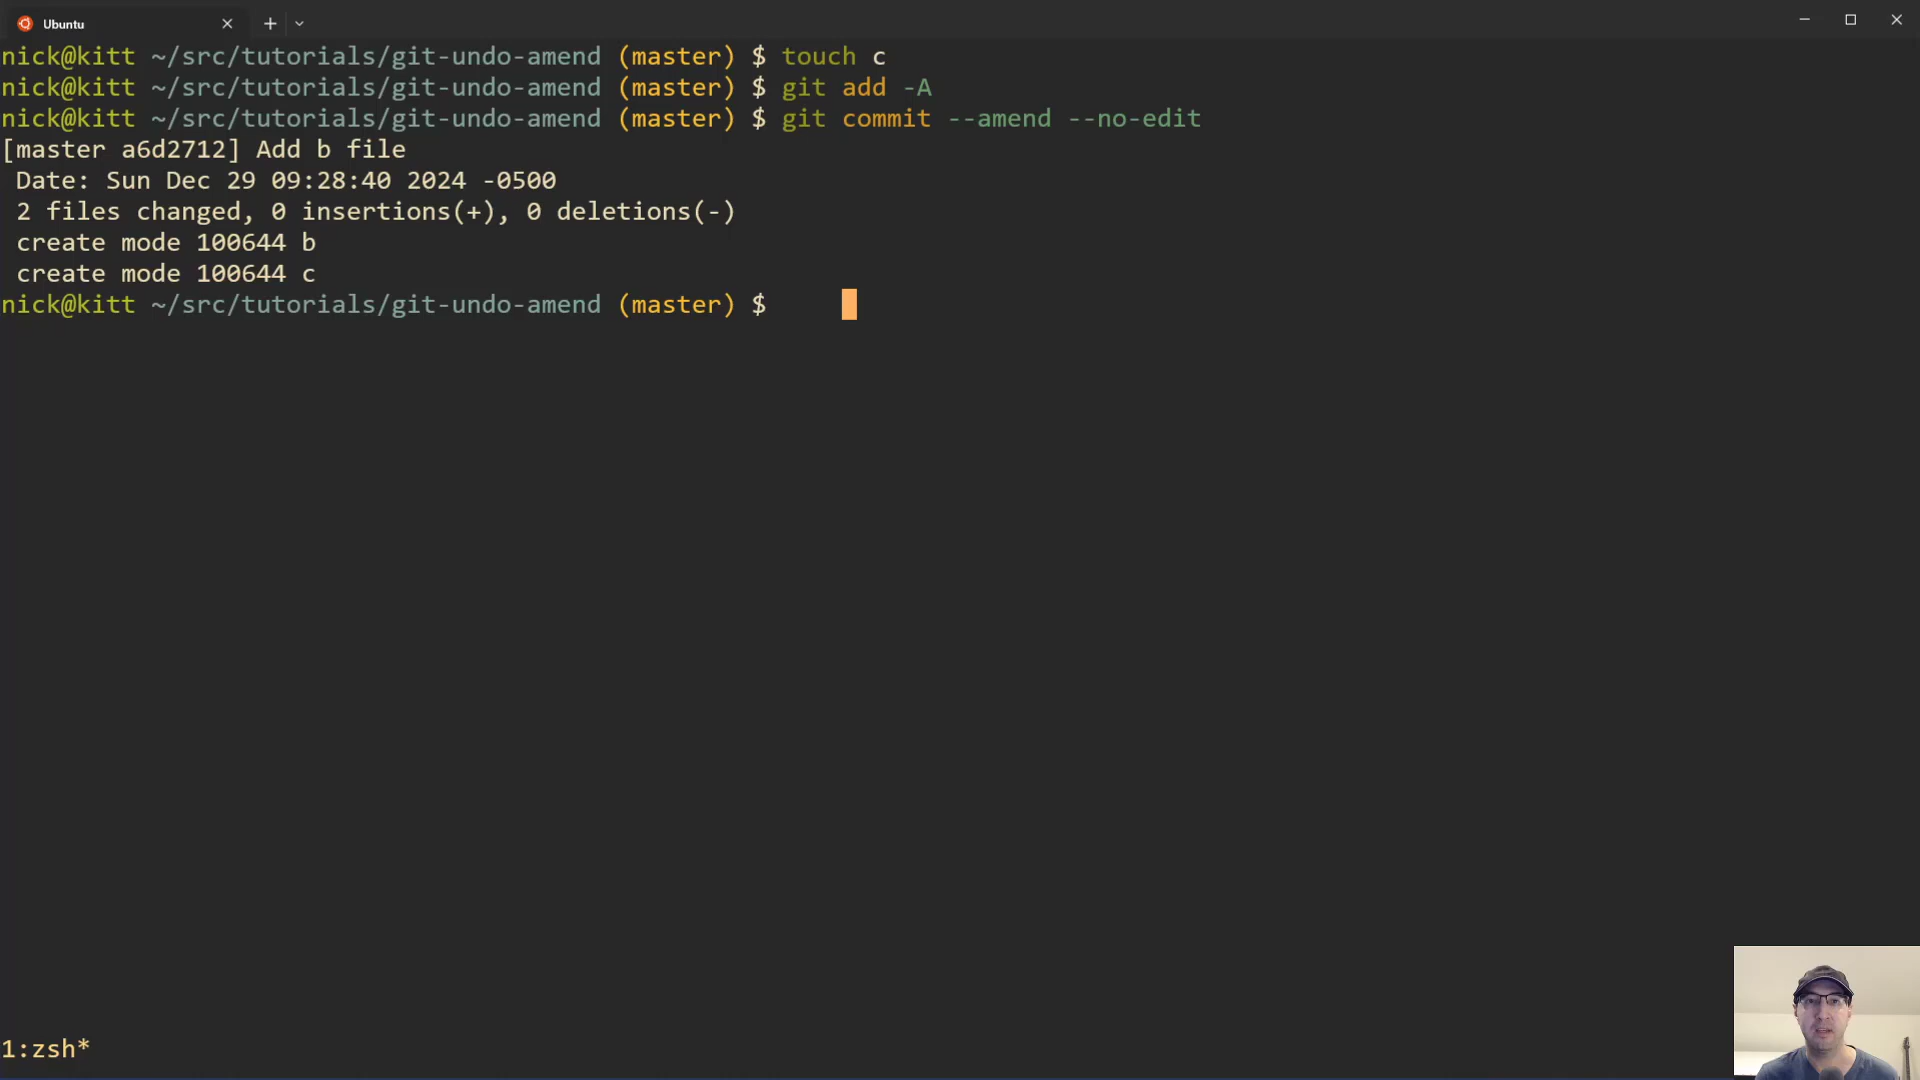 Ubuntu
nick@kitt ~/src/tutorials/git-undo-amend (master) $ touch c
nick@kitt ~/src/tutorials/git-undo-amend (master) $ git add -A
nick@kitt ~/src/tutorials/git-undo-amend (master) $ git commit --amend --no-edit
[master a6d2712] Add b file
 Date: Sun Dec 29 09:28:40 2024 -0500
 2 files changed, 0 insertions(+), 0 deletions(-)
 create mode 100644 b
 create mode 100644 c
nick@kitt ~/src/tutorials/git-undo-amend (master) $
1:zsh*